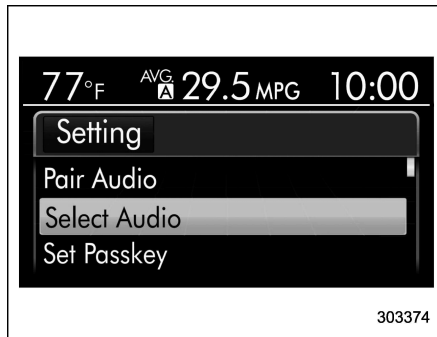 77°F AVG. A 29.5 MPG 10:00
Setting
Pair Audio
Select Audio
Set Passkey
303374